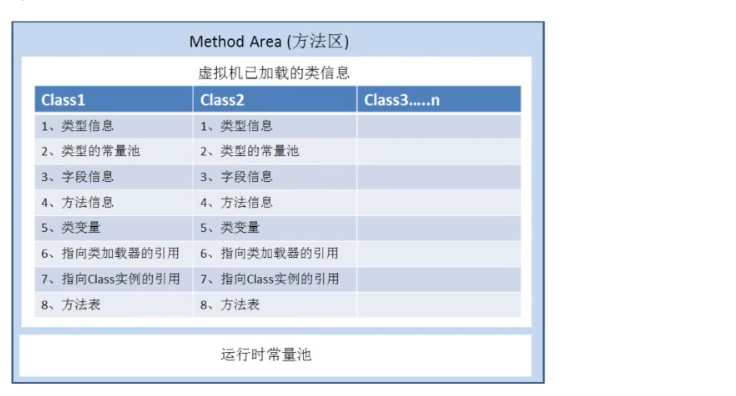 Method Area (方法区)
虚拟机已加载的类信息
Class1 Class2 Class3.....n
1、类型信息 1、类型信息
2、类型的常量池 2、类型的常量池
3、字段信息 3、字段信息
4、方法信息 4、方法信息
5、类变量 5、类变量
6、指向类加载器的引用 6、指向类加载器的引用
7、指向Class实例的引用 7、指向Class实例的引用
8、方法表 8、方法表
运行时常量池